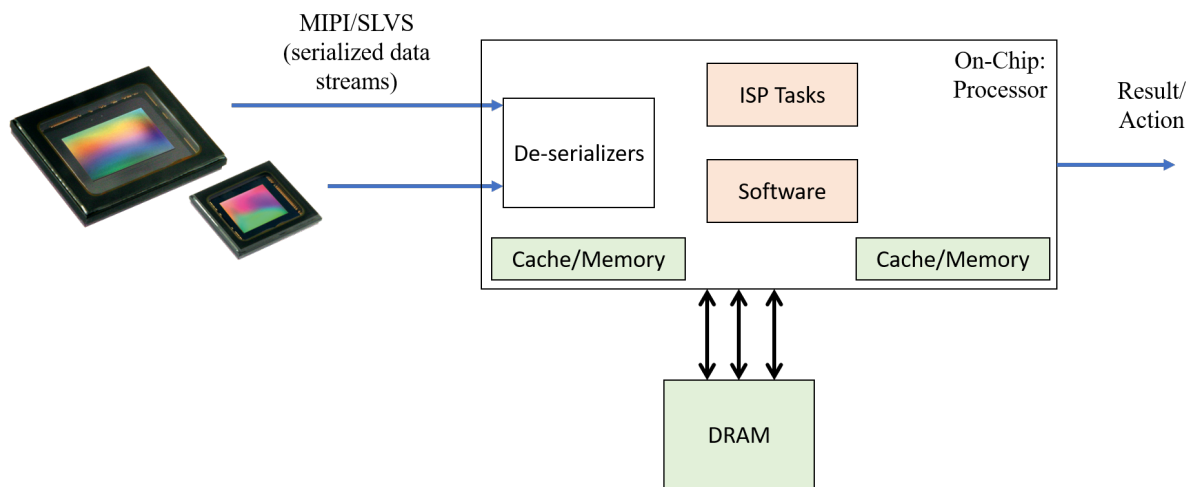 MIPI/SLVS
(serialized data
streams)
De-serializers
ISP Tasks
Software
On-Chip:
Processor
Cache/Memory
Cache/Memory
Result/
Action
DRAM